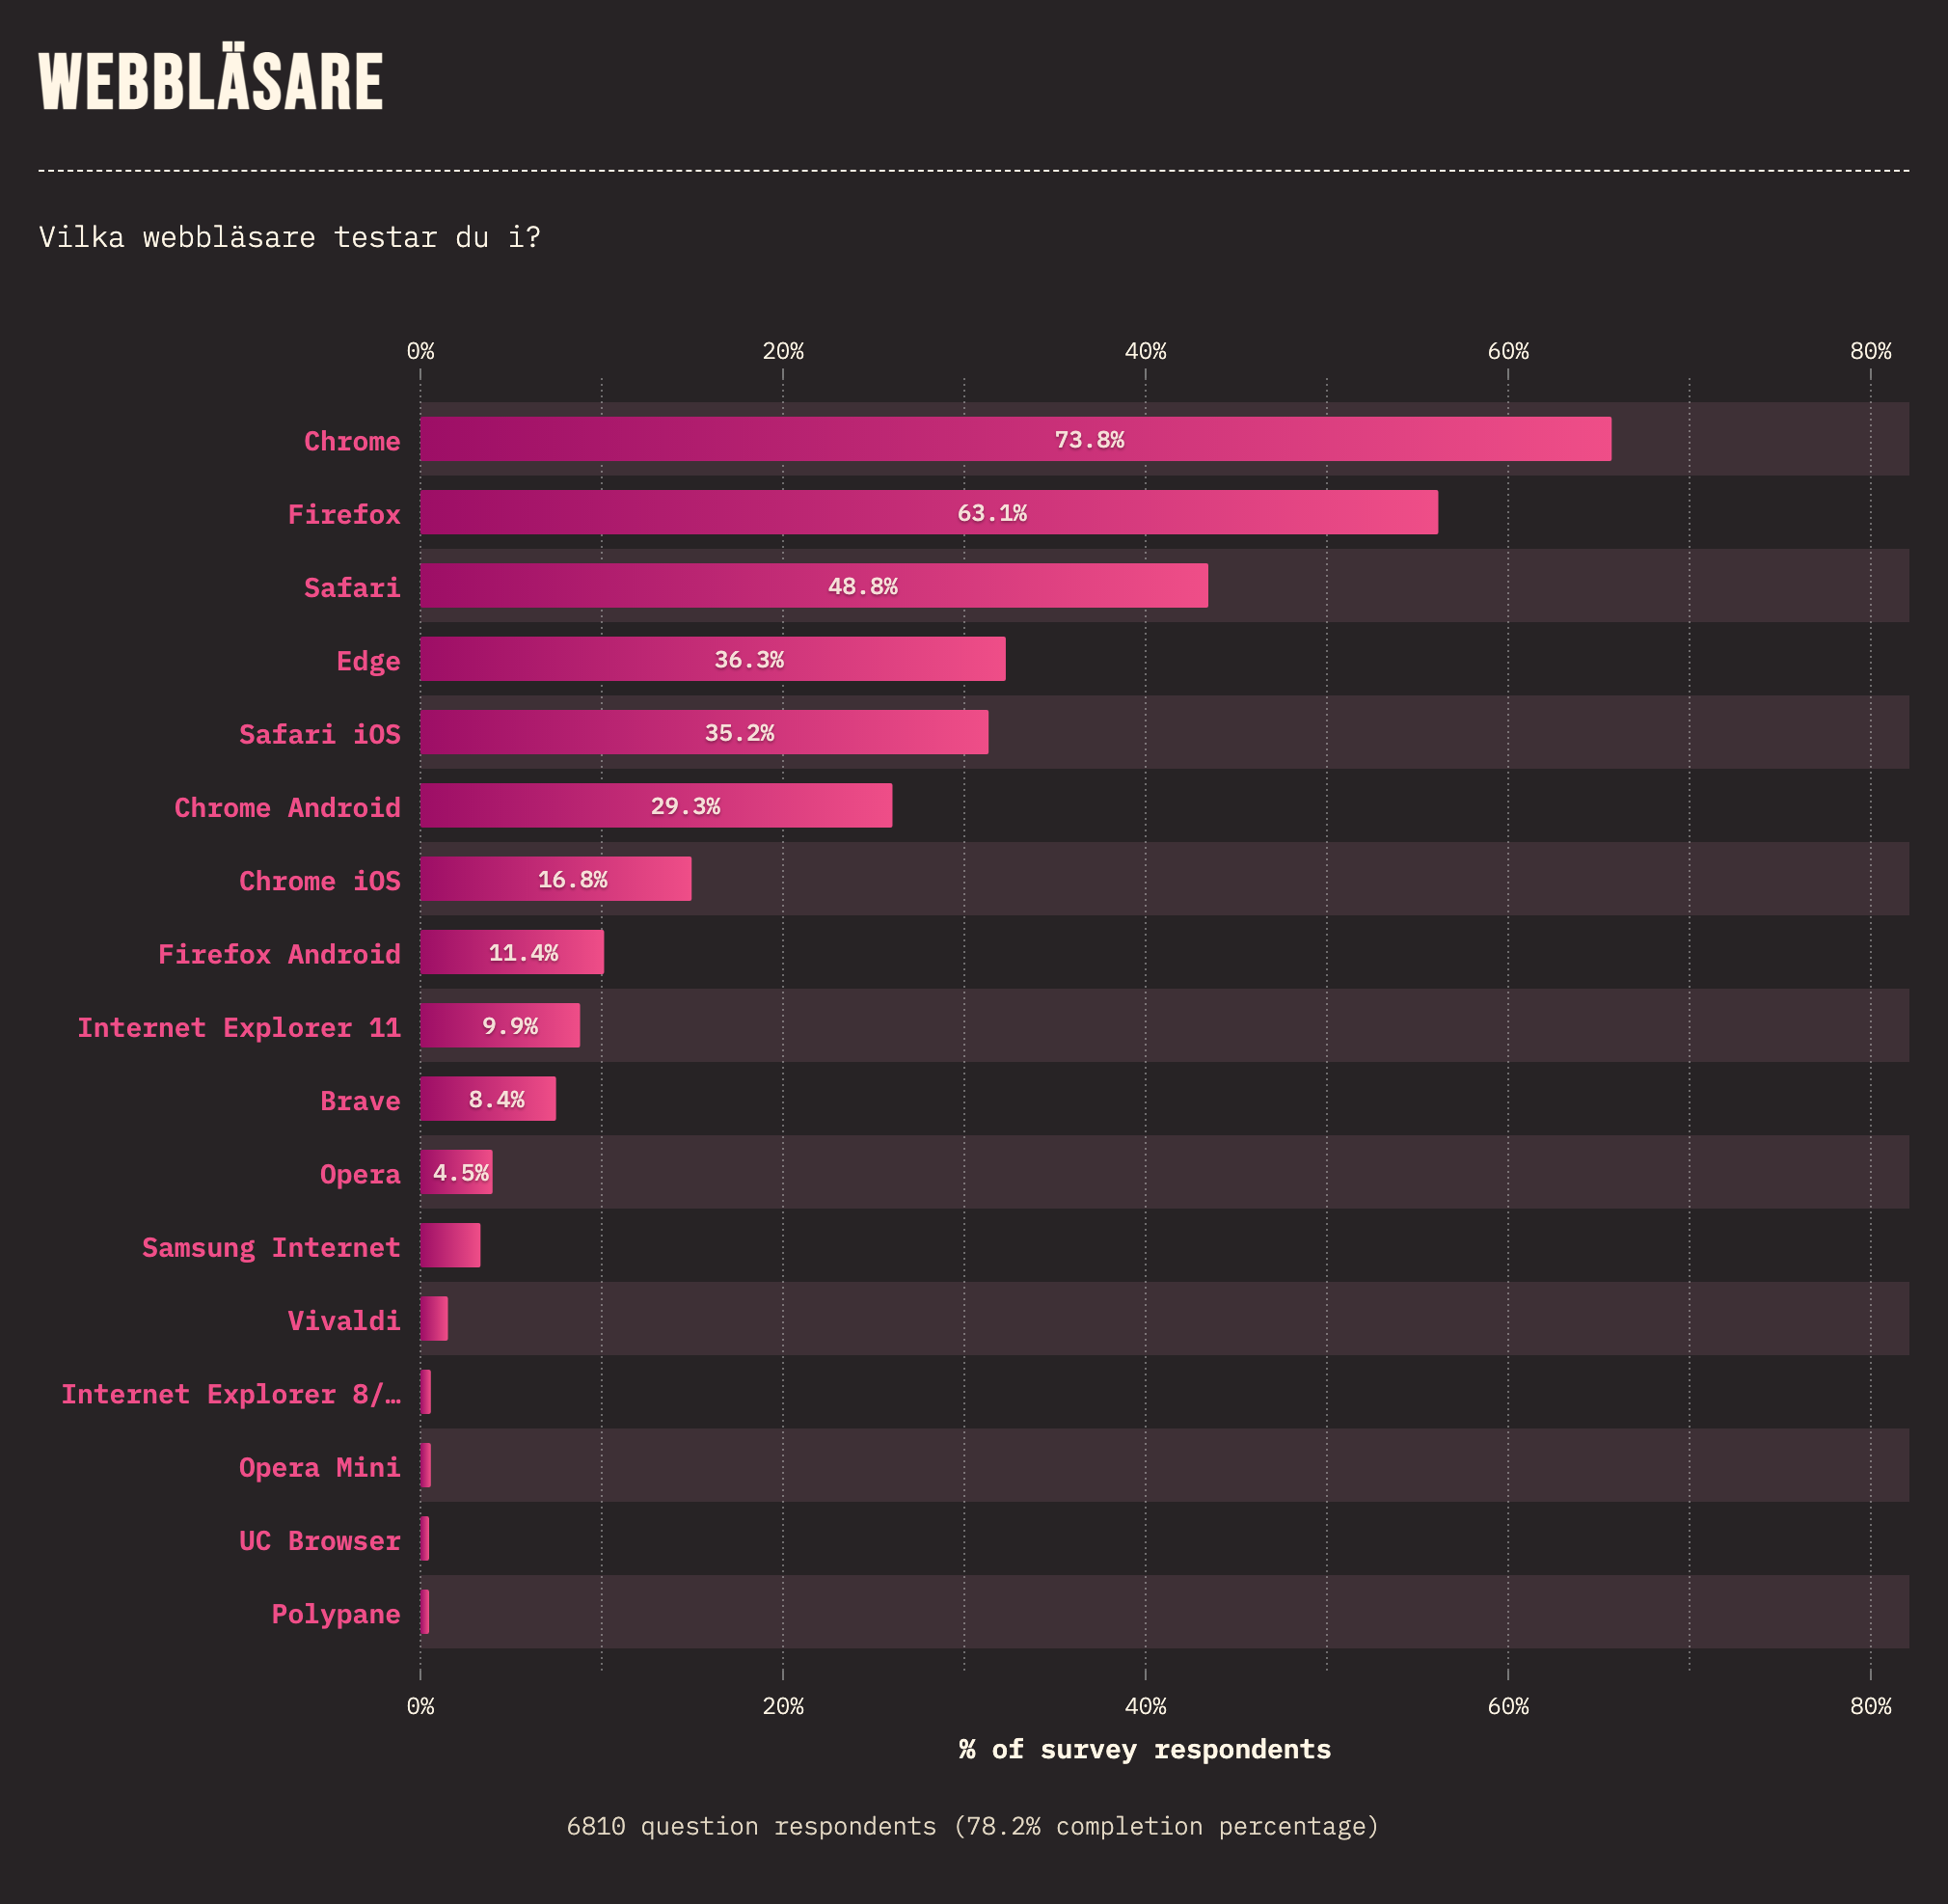 WEBBLÄSARE
Vilka webbläsare testar du i?
0% 20% 40% 60% 80%
Chrome 73.8%
Firefox 63.1%
Safari 48.8%
Edge 36.3%
Safari iOS 35.2%
Chrome Android 29.3%
Chrome iOS 16.8%
Firefox Android 11.4%
Internet Explorer 11 9.9%
Brave 8.4%
Opera 4.5%
Samsung Internet
Vivaldi
Internet Explorer 8/…
Opera Mini
UC Browser
Polypane
0% 20% 40% 60% 80%
% of survey respondents
6810 question respondents (78.2% completion percentage)